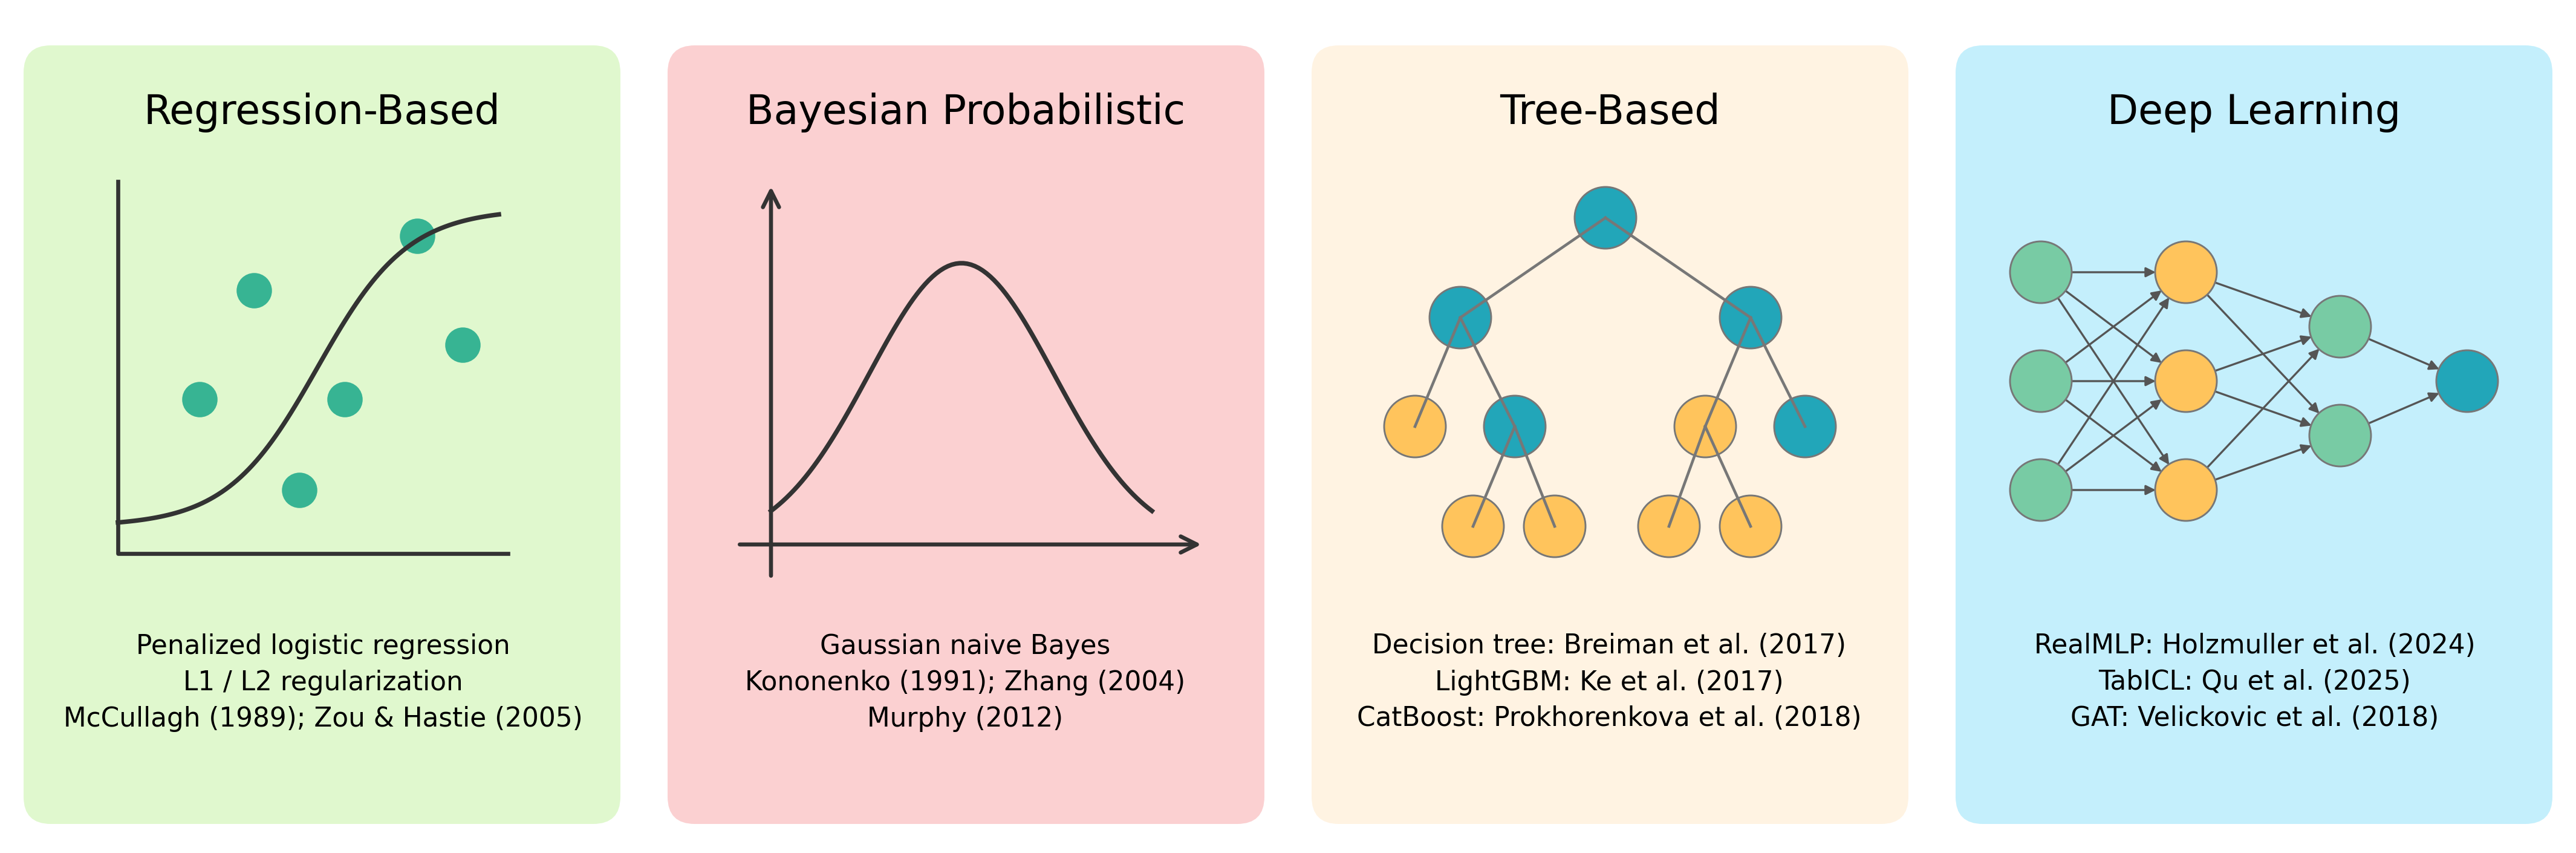 Regression-Based
Penalized logistic regression
L1 / L2 regularization
McCullagh (1989); Zou & Hastie (2005)
Bayesian Probabilistic
Gaussian naive Bayes
Kononenko (1991); Zhang (2004)
Murphy (2012)
Tree-Based
Decision tree: Breiman et al. (2017)
LightGBM: Ke et al. (2017)
CatBoost: Prokhorenkova et al. (2018)
Deep Learning
RealMLP: Holzmuller et al. (2024)
TabICL: Qu et al. (2025)
GAT: Velickovic et al. (2018)